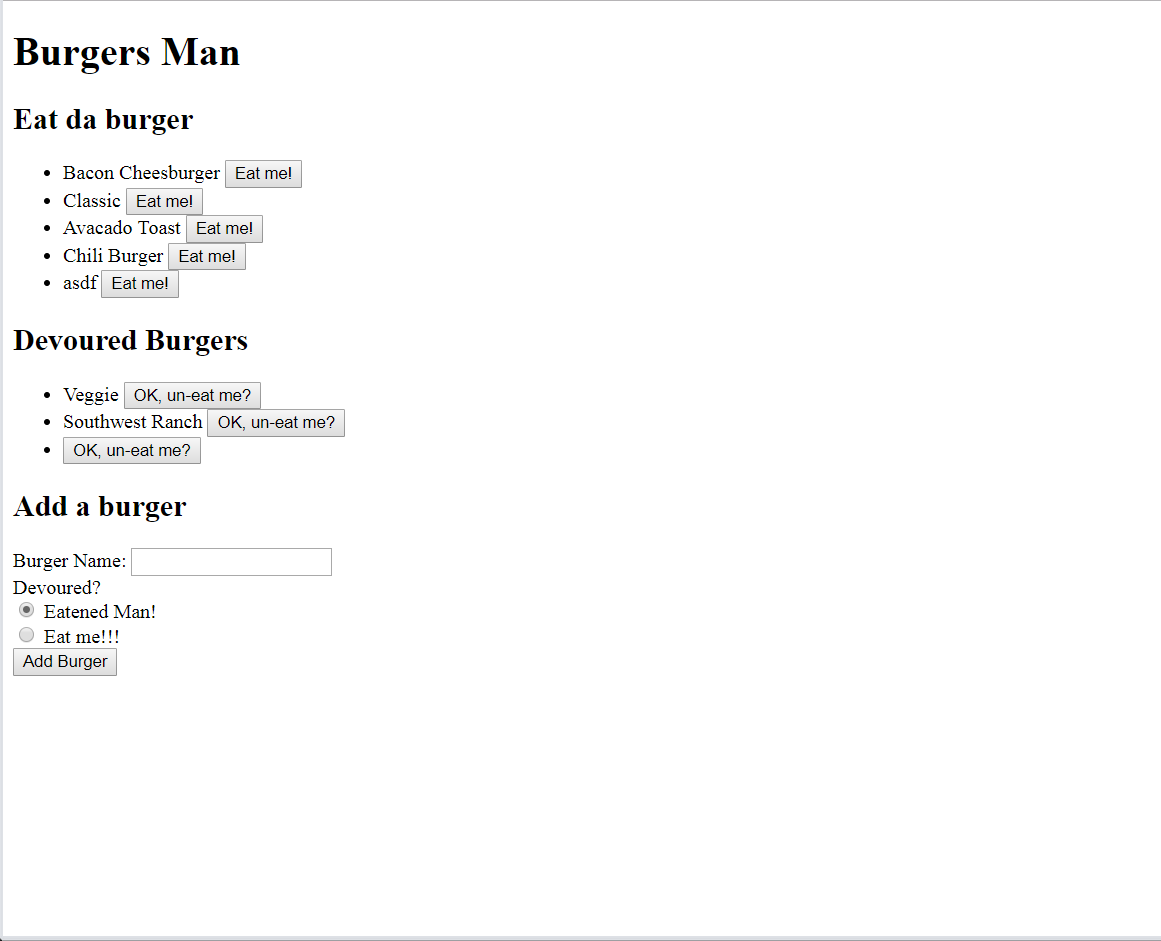 Burgers Man
Eat da burger
Bacon Cheesburger Eat me!
Classic Eat me!
Avacado Toast Eat me!
Chili Burger Eat me!
asdf Eat me!
Devoured Burgers
Veggie OK, un-eat me?
Southwest Ranch OK, un-eat me?
OK, un-eat me?
Add a burger
Burger Name:
Devoured?
Eatened Man!
Eat me!!!
Add Burger